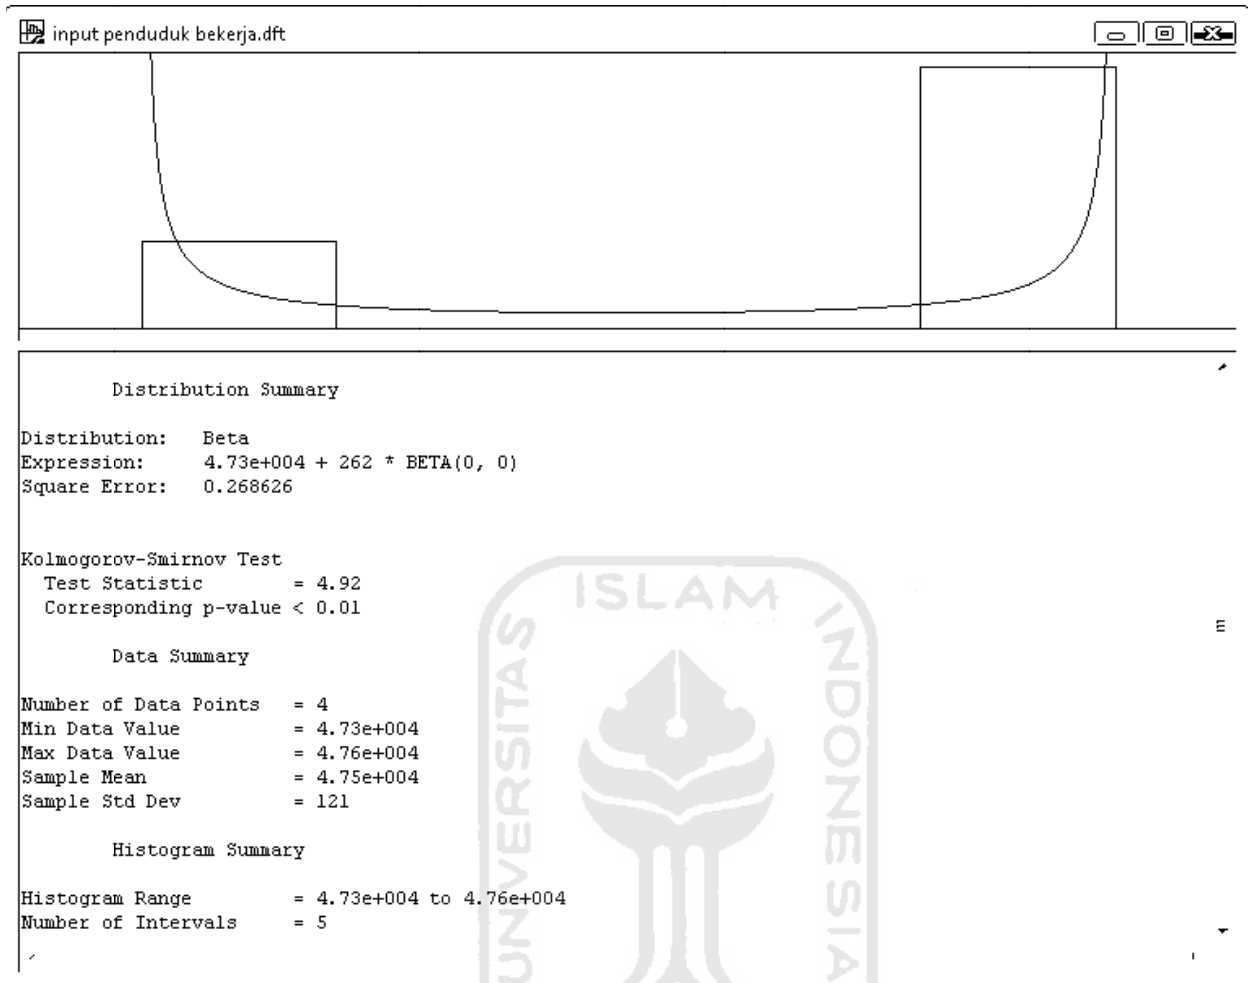 input penduduk bekerja.dft
Distribution Summary
Distribution: Beta
Expression: 4.73e+004 + 262 * BETA(0, 0)
Square Error: 0.268626
Kolmogorov-Smirnov Test
Test Statistic = 4.92
Corresponding p-value < 0.01
Data Summary
Number of Data Points = 4
Min Data Value = 4.73e+004
Max Data Value = 4.76e+004
Sample Mean = 4.75e+004
Sample Std Dev = 121
Histogram Summary
Histogram Range = 4.73e+004 to 4.76e+004
Number of Intervals = 5
UNIVERSITAS
ISLAM
INDONESIA